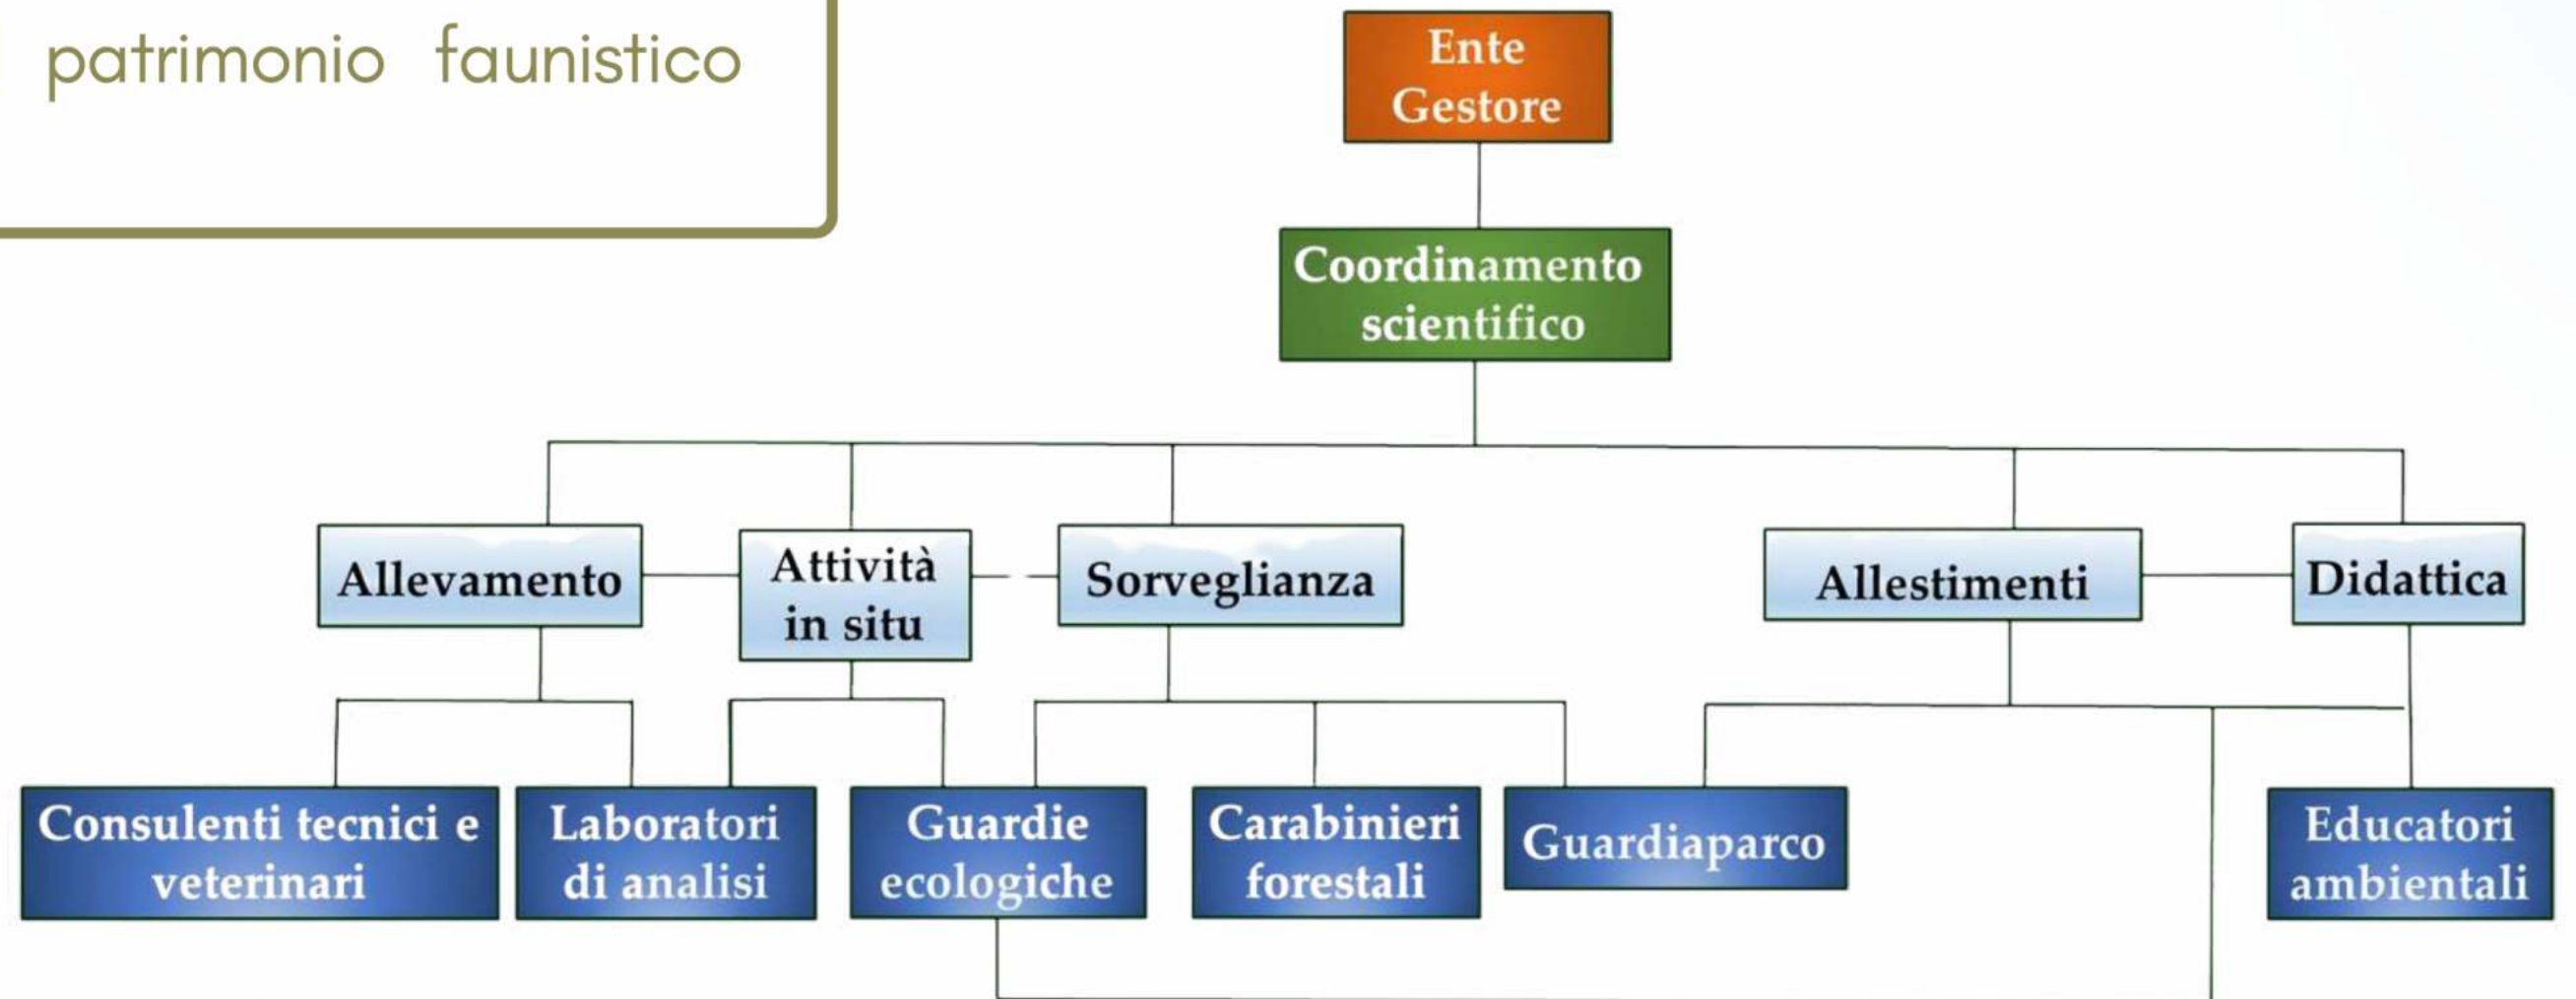 patrimonio faunistico
Ente
Gestore
Coordinamento
scientifico
Allevamento
Attività
in situ
Sorveglianza
Allestimenti
Didattica
Consulenti tecnici e
veterinari
Laboratori
di analisi
Guardie
ecologiche
Carabinieri
forestali
Guardiaparco
Educatori
ambientali